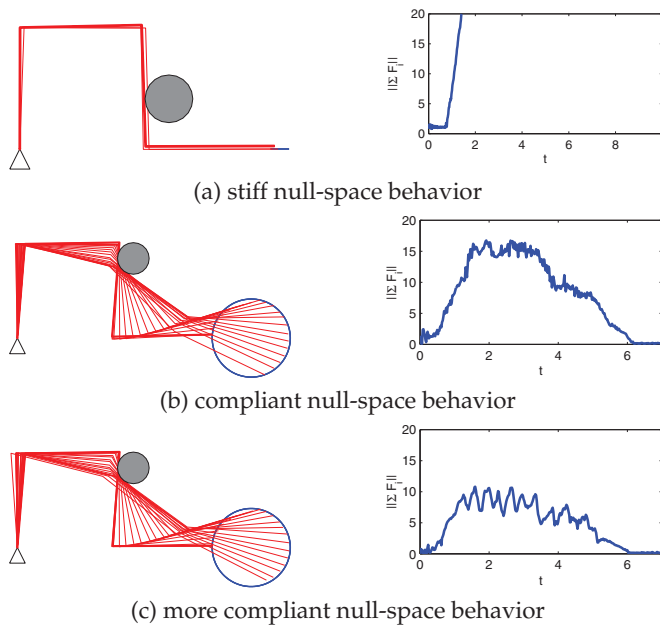 20
15
10
5
0
0 2 4 6 8
||Σ F_i||
t
(a) stiff null-space behavior
20
15
10
5
0
0 2 4 6
||Σ F_i||
t
(b) compliant null-space behavior
20
15
10
5
0
0 2 4 6
||Σ F_i||
t
(c) more compliant null-space behavior